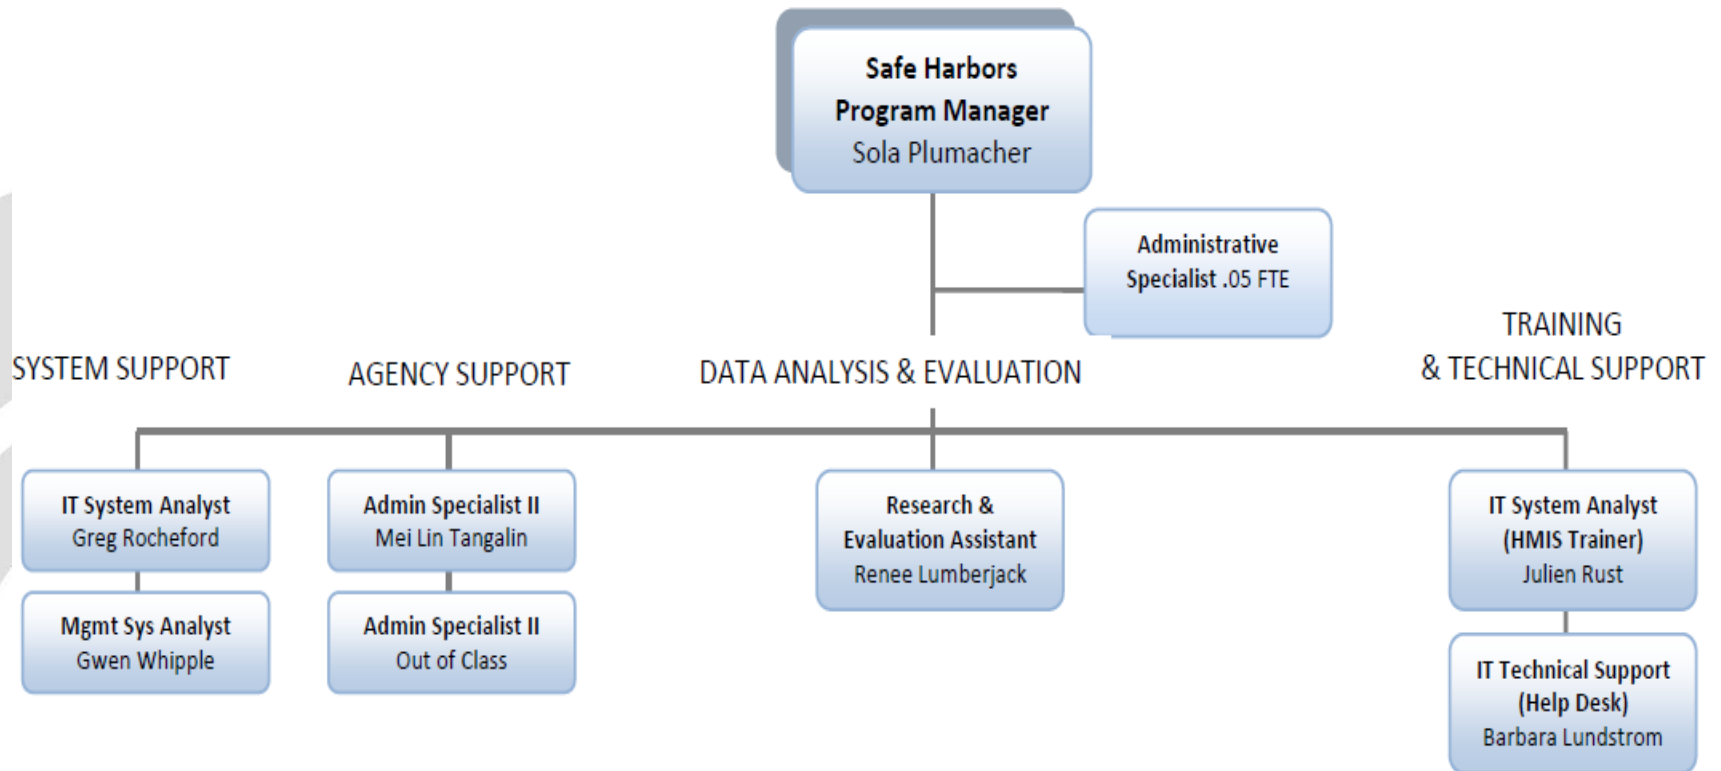 Safe Harbors
Program Manager
Sola Plumacher
Administrative
Specialist .05 FTE
SYSTEM SUPPORT
AGENCY SUPPORT
DATA ANALYSIS & EVALUATION
TRAINING
& TECHNICAL SUPPORT
IT System Analyst
Greg Rocheford
Mgmt Sys Analyst
Gwen Whipple
Admin Specialist II
Mei Lin Tangalin
Admin Specialist II
Out of Class
Research &
Evaluation Assistant
Renee Lumberjack
IT System Analyst
(HMIS Trainer)
Julien Rust
IT Technical Support
(Help Desk)
Barbara Lundstrom